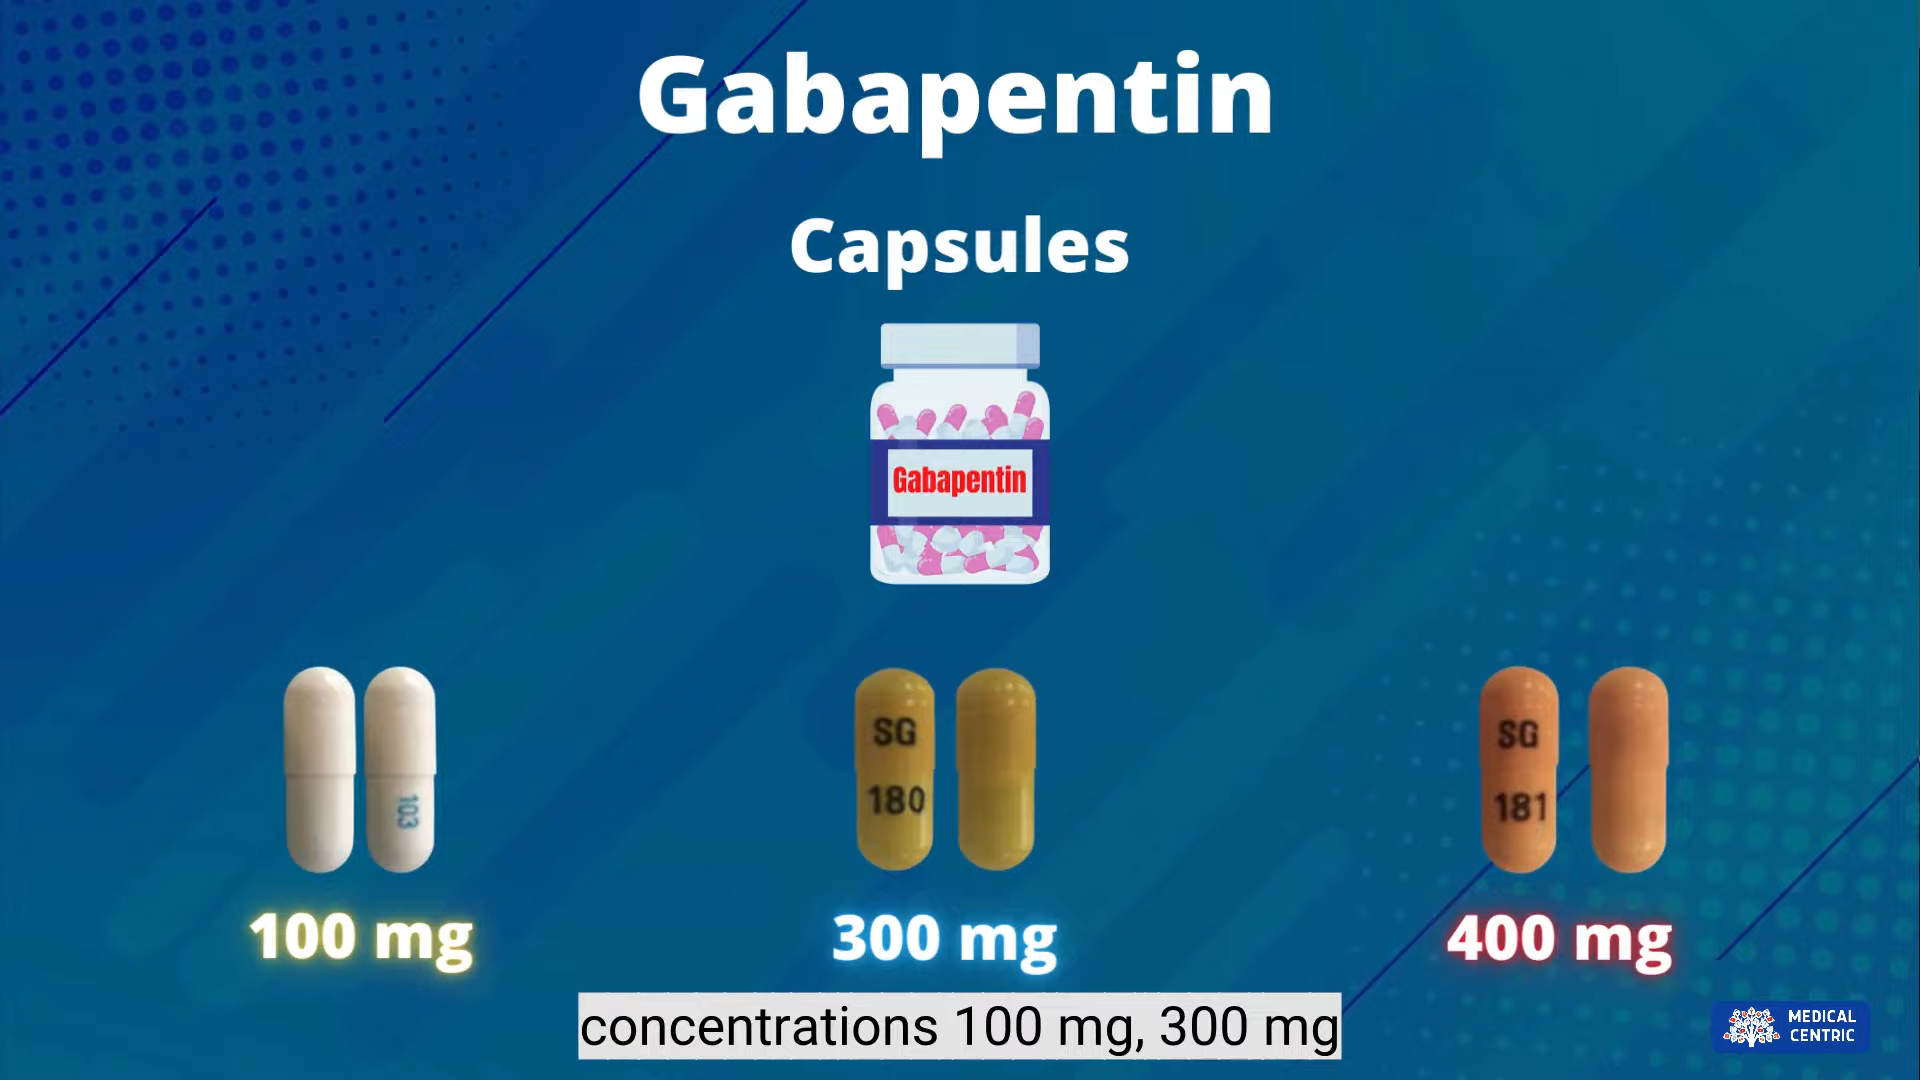 Gabapentin
Capsules
Gabapentin
103
SG
180
SG
181
100 mg
300 mg
400 mg
concentrations 100 mg, 300 mg
MEDICAL
CENTRIC